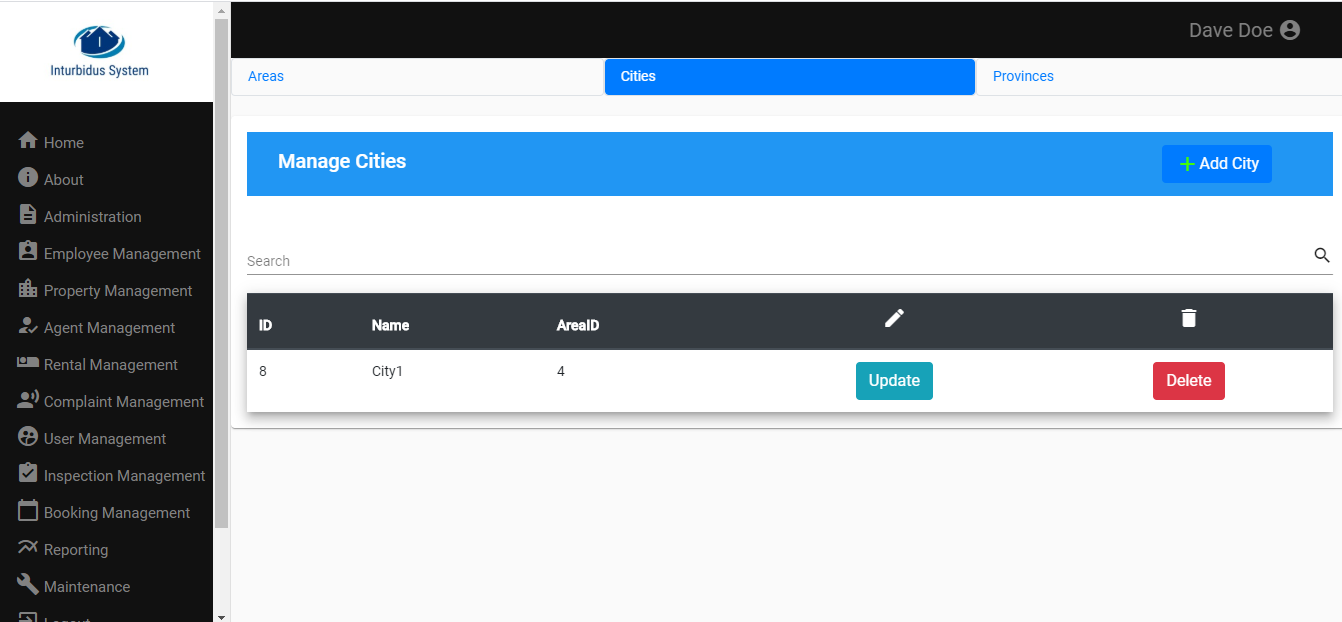 Inturbidus System
Dave Doe
Areas
Cities
Provinces
Home
About
Administration
Employee Management
Property Management
Agent Management
Rental Management
Complaint Management
User Management
Inspection Management
Booking Management
Reporting
Maintenance
Logout
Manage Cities
+ Add City
Search
ID Name AreaID
8 City1 4 Update Delete